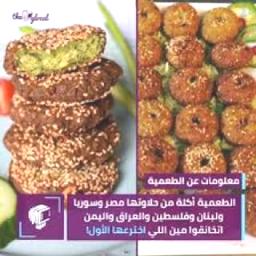 معلومات عن الطعمية
الطعمية أكلة من حلاوتها مصر وسوريا
ولبنان وفلسطين والعراق واليمن
اتخانقوا مين اللي اخترعها الأول!